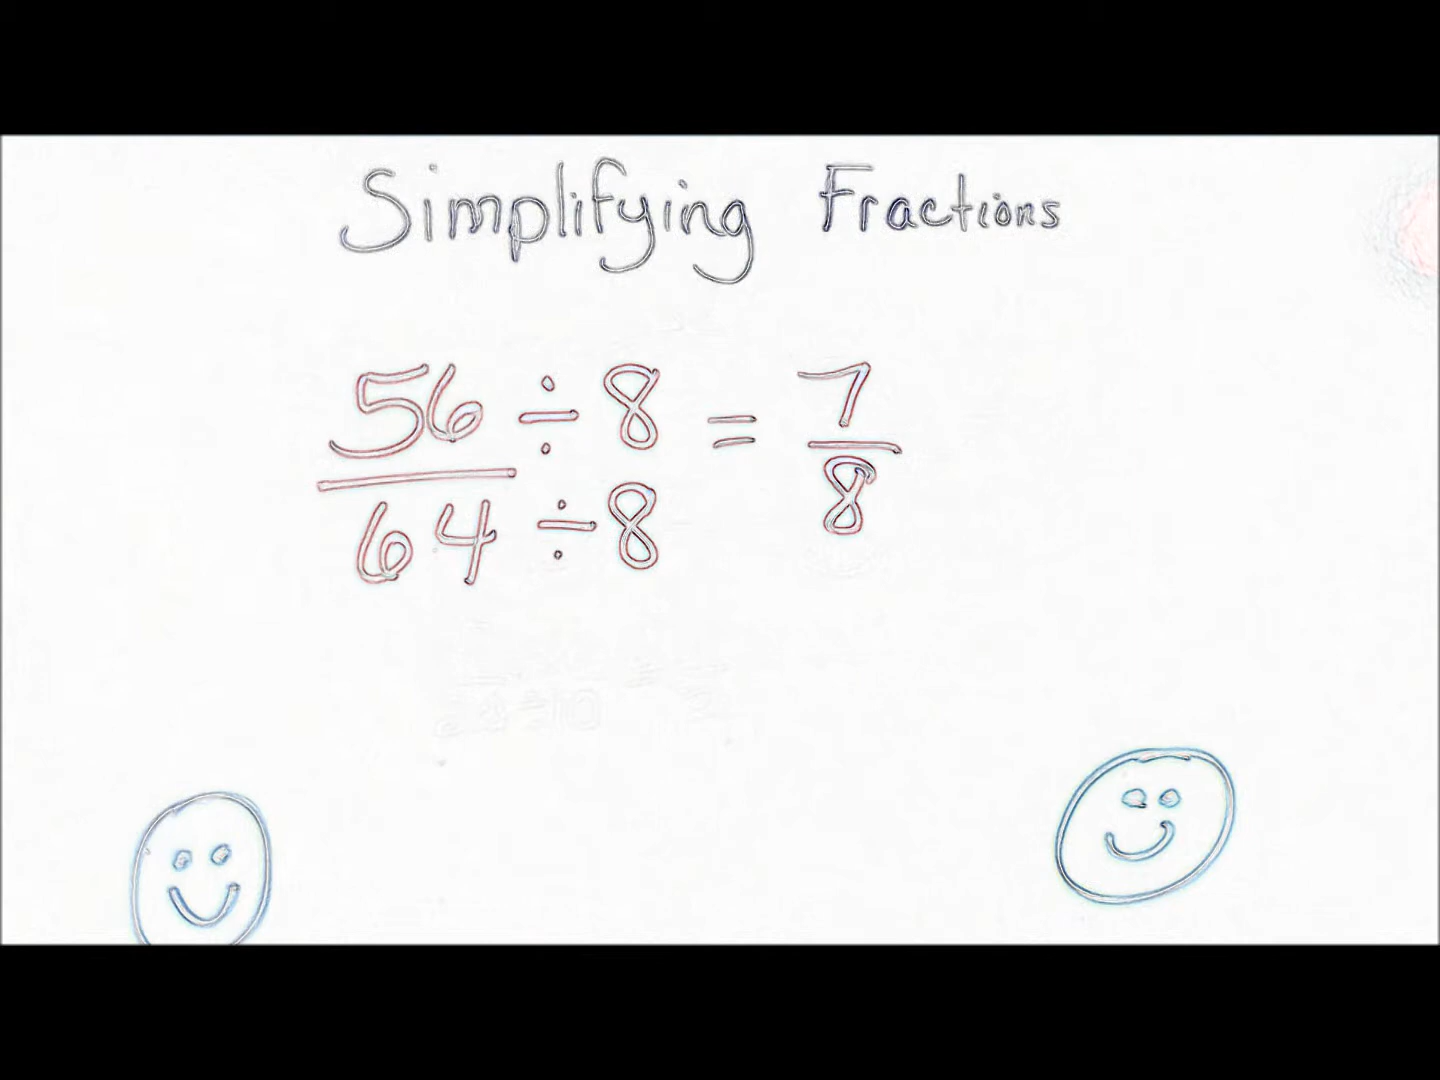 Simplifying Fractions
56 ÷ 8 = 7
64 ÷ 8 8